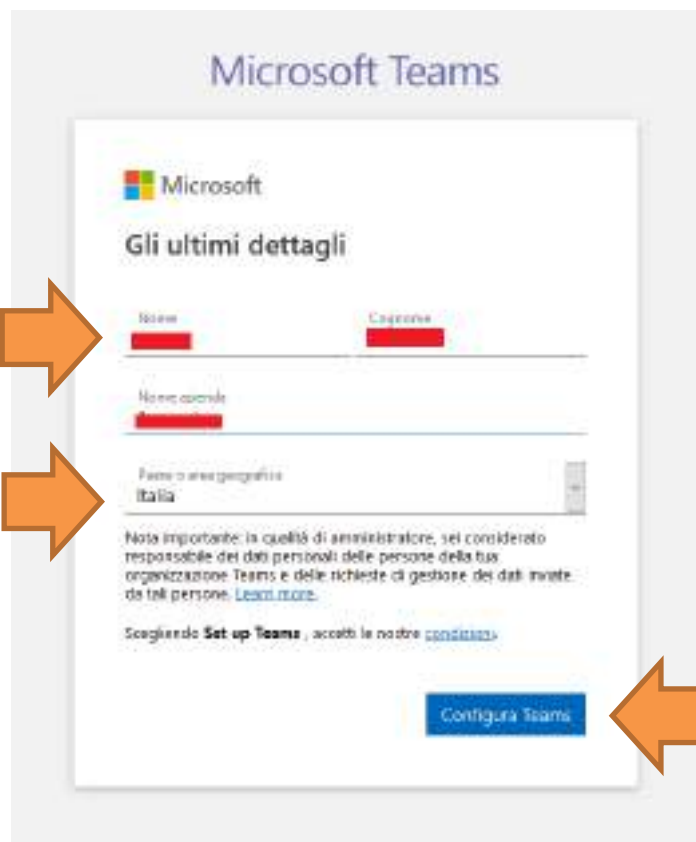 Microsoft Teams
Microsoft
Gli ultimi dettagli
Nome Cognome
Nome azienda
Paese o area geografica
Italia
Nota importante: in qualità di amministratore, sei considerato
responsabile dei dati personali delle persone della tua
organizzazione Teams e delle richieste di gestione dei dati inviate
da tali persone. Learn more.
Scegliendo Set up Teams , accetti le nostre condizioni.
Configura Teams